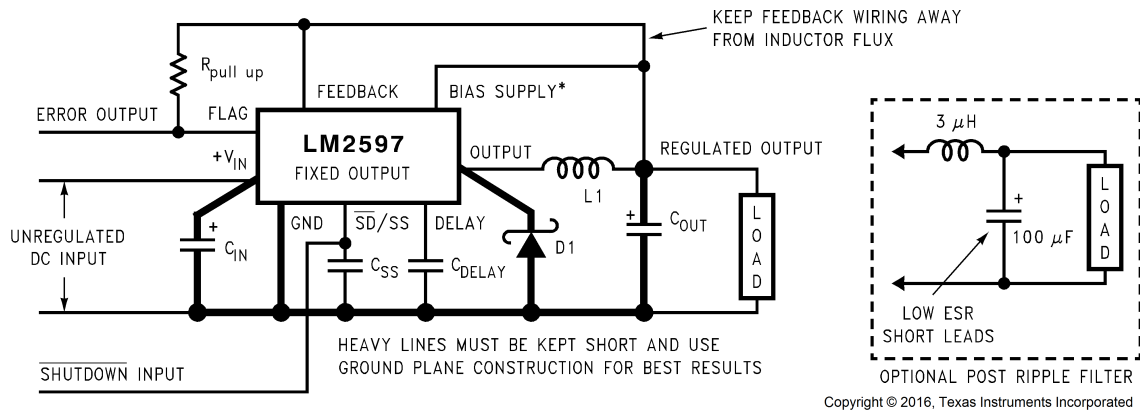 KEEP FEEDBACK WIRING AWAY
FROM INDUCTOR FLUX
Rpull up
FEEDBACK
BIAS SUPPLY*
ERROR OUTPUT
FLAG
LM2597
FIXED OUTPUT
+VIN
OUTPUT
REGULATED OUTPUT
L1
UNREGULATED
DC INPUT
+
CIN
GND
SD/SS
DELAY
CSS
CDELAY
D1
+
COUT
LOAD
HEAVY LINES MUST BE KEPT SHORT AND USE
GROUND PLANE CONSTRUCTION FOR BEST RESULTS
SHUTDOWN INPUT
3 μH
+
100 μF
LOAD
LOW ESR
SHORT LEADS
OPTIONAL POST RIPPLE FILTER
Copyright © 2016, Texas Instruments Incorporated